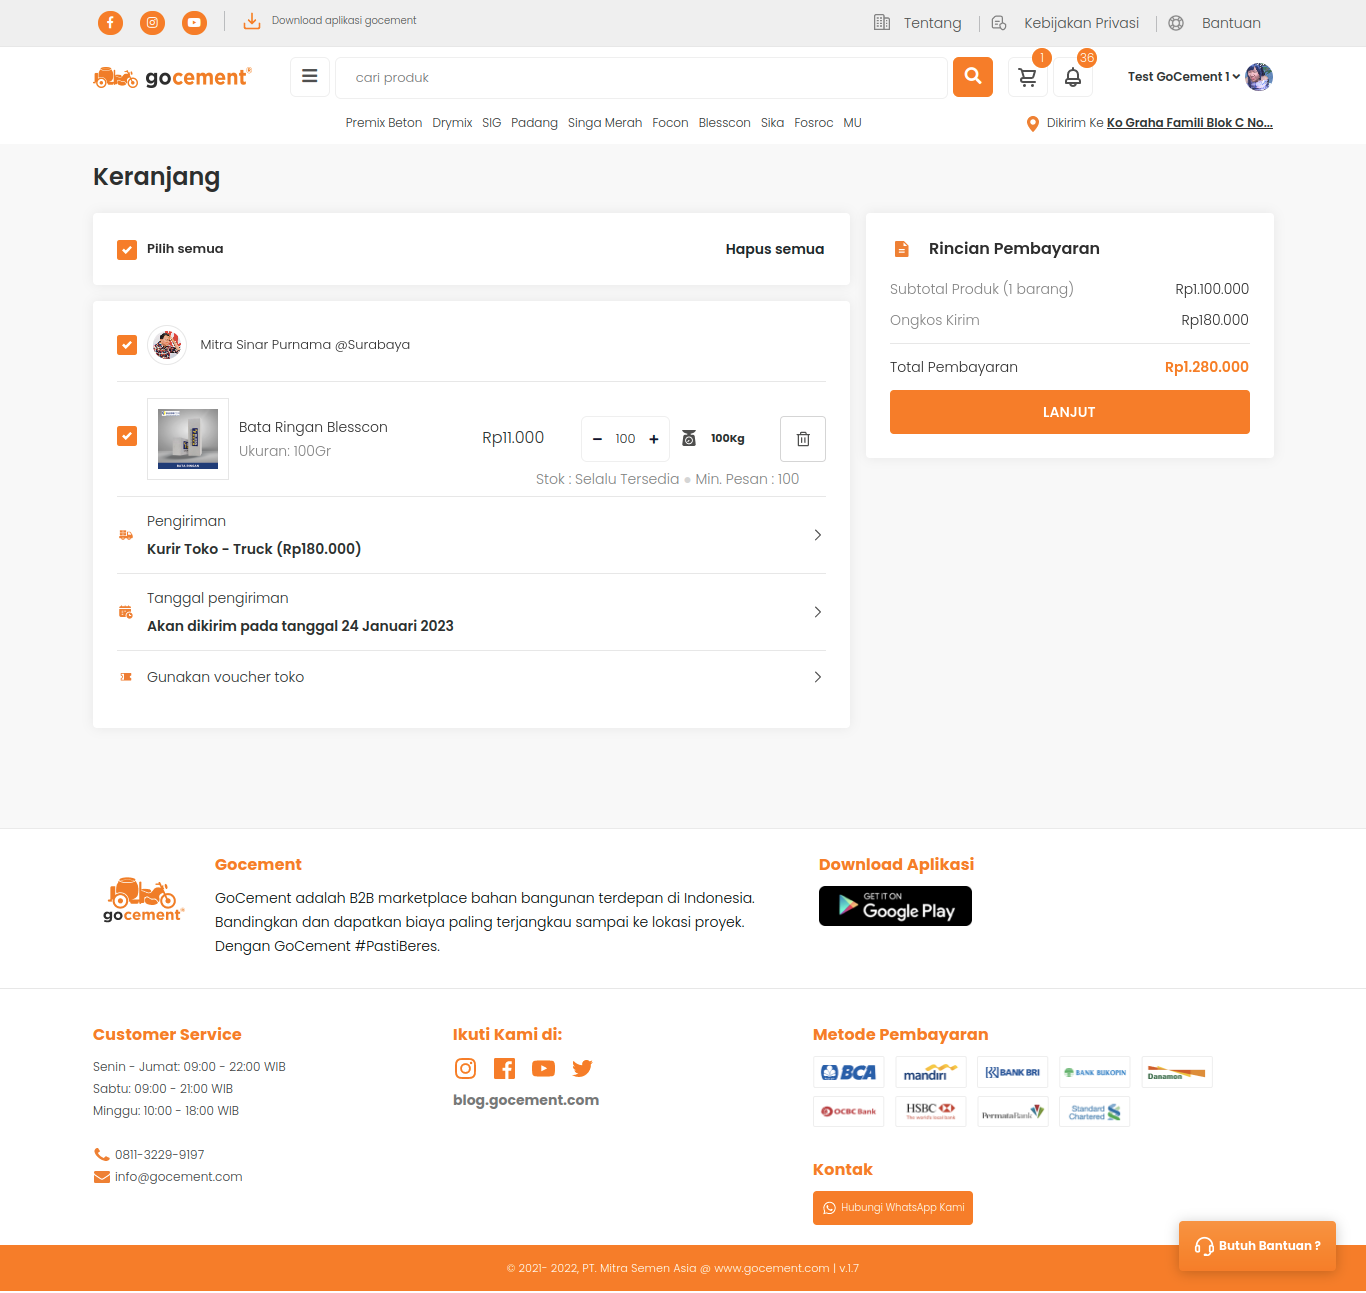 Download aplikasi gocement
Tentang
Kebijakan Privasi
Bantuan
gocement®
cari produk
1
36
Test GoCement 1
Premix Beton Drymix SIG Padang Singa Merah Focon Blesscon Sika Fosroc MU
Dikirim Ke Ko Graha Famili Blok C No...
Keranjang
Pilih semua
Hapus semua
Mitra Sinar Purnama @Surabaya
BATA RINGAN
Bata Ringan Blesscon
Ukuran: 100Gr
Rp11.000
100
100Kg
Stok : Selalu Tersedia ● Min. Pesan : 100
Pengiriman
Kurir Toko - Truck (Rp180.000)
Tanggal pengiriman
Akan dikirim pada tanggal 24 Januari 2023
Gunakan voucher toko
Rincian Pembayaran
Subtotal Produk (1 barang) Rp1.100.000
Ongkos Kirim Rp180.000
Total Pembayaran Rp1.280.000
LANJUT
gocement®
Gocement
GoCement adalah B2B marketplace bahan bangunan terdepan di Indonesia.
Bandingkan dan dapatkan biaya paling terjangkau sampai ke lokasi proyek.
Dengan GoCement #PastiBeres.
Download Aplikasi
GET IT ON
Google Play
Customer Service
Senin - Jumat: 09:00 - 22:00 WIB
Sabtu: 09:00 - 21:00 WIB
Minggu: 10:00 - 18:00 WIB
0811-3229-9197
info@gocement.com
Ikuti Kami di:
blog.gocement.com
Metode Pembayaran
BCA
mandiri
BANK BRI
BANK BUKOPIN
Danamon
OCBC Bank
HSBC
The world's local bank
PermataBank
Standard
Chartered
Kontak
Hubungi WhatsApp Kami
Butuh Bantuan ?
© 2021- 2022, PT. Mitra Semen Asia @ www.gocement.com | v.1.7